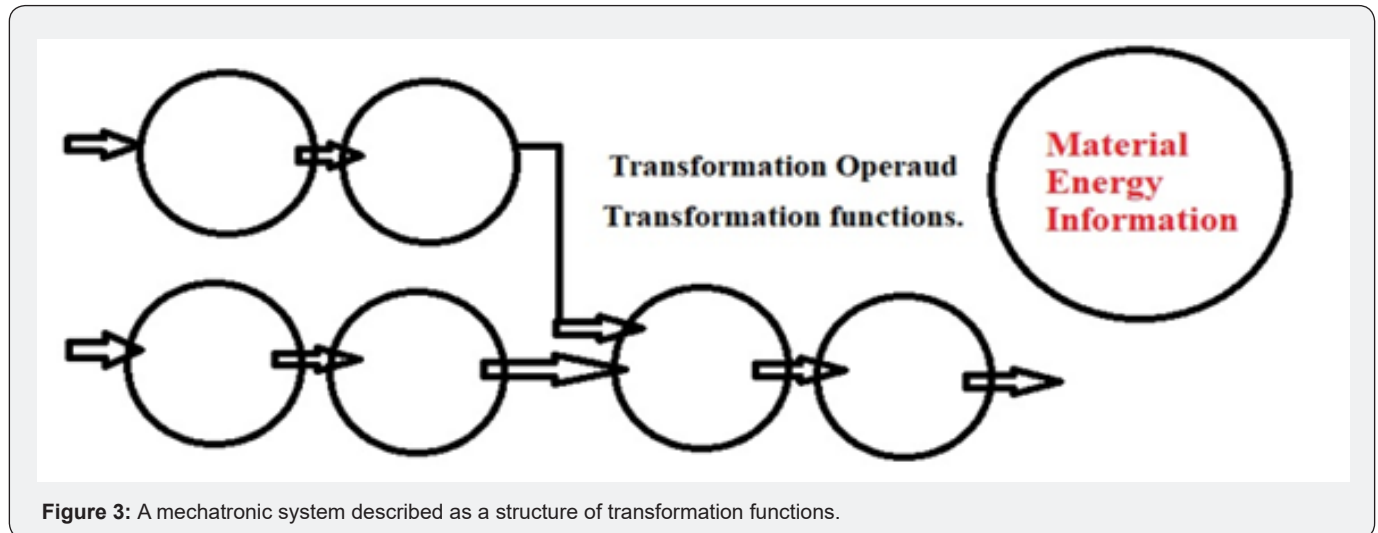 Transformation Operaud
Transformation functions.
Material
Energy
Information
Figure 3: A mechatronic system described as a structure of transformation functions.